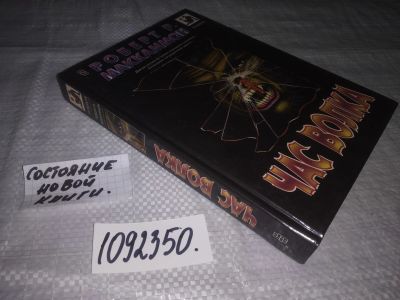 РОБЕРТ Р.
МАККАММОН
ЧАС ВОЛКА
ЧАС ВОЛКА
СОСТОЯНИЕ
НОВОЙ
КНИГИ.
1092350.